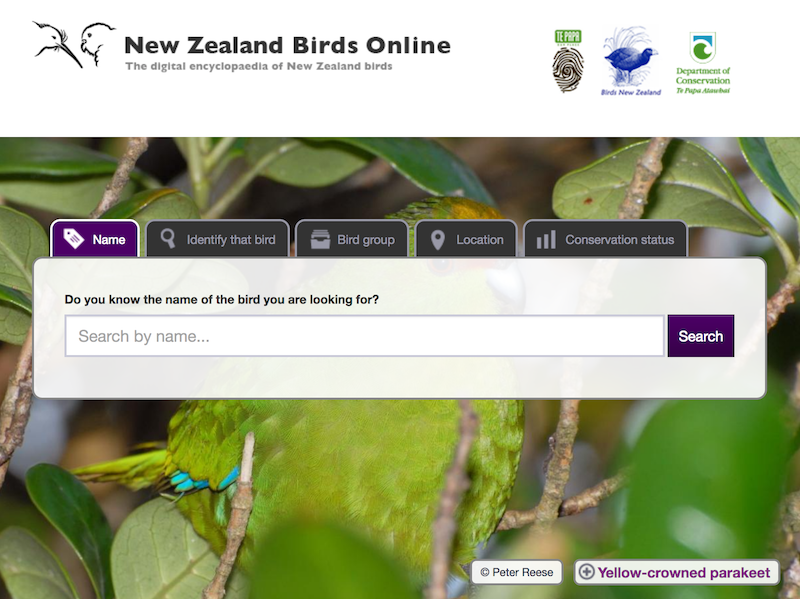 New Zealand Birds Online
The digital encyclopaedia of New Zealand birds
TE PAPA
OUR PLACE
Birds New Zealand
Department of
Conservation
Te Papa Atawhai
Name
Identify that bird
Bird group
Location
Conservation status
Do you know the name of the bird you are looking for?
Search by name...
Search
© Peter Reese
Yellow-crowned parakeet